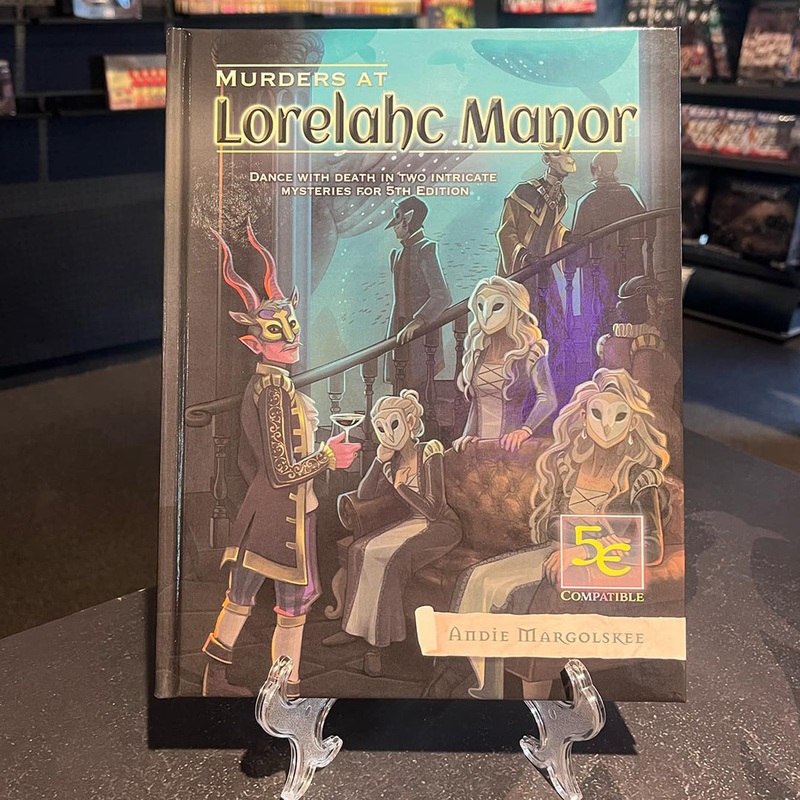 MURDERS AT
Lorelahc Manor
DANCE WITH DEATH IN TWO INTRICATE
MYSTERIES FOR 5TH EDITION
5e
COMPATIBLE
ANDIE MARGOLSKEE